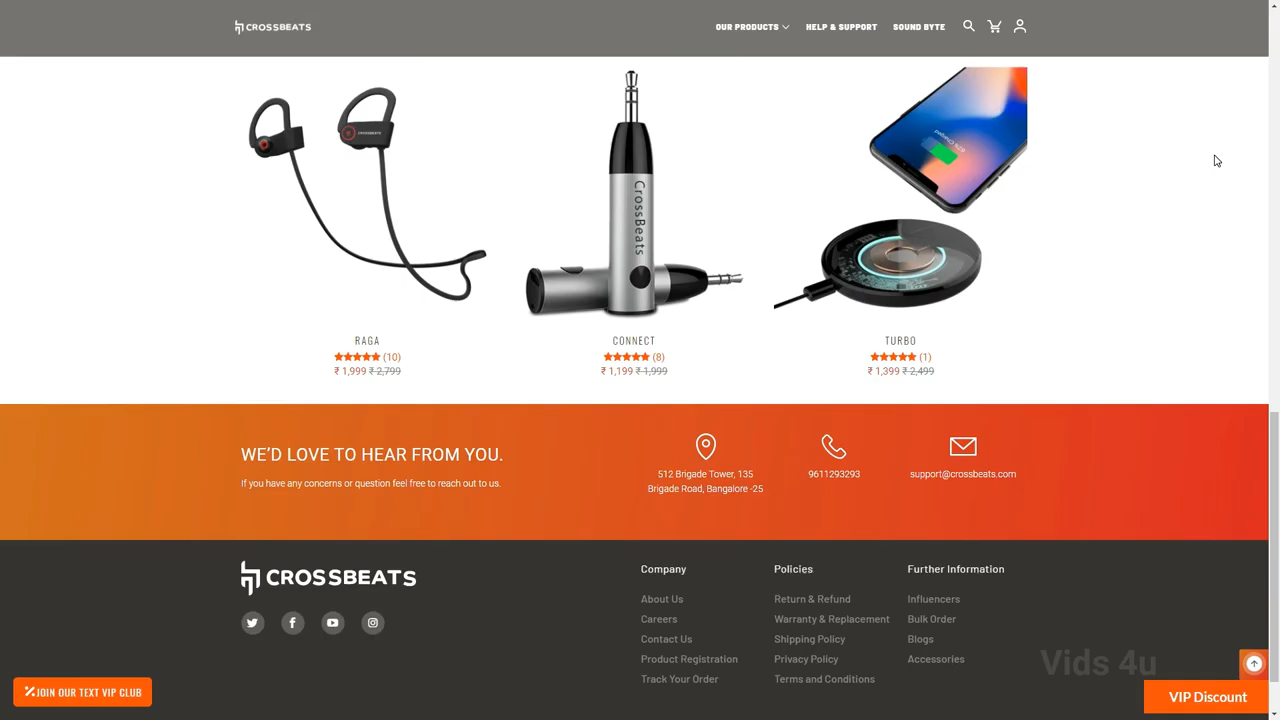 CROSSBEATS
OUR PRODUCTS
HELP & SUPPORT
SOUND BYTE
CROSSBEATS
CrossBeats
RAGA
(10)
₹ 1,999 ₹ 2,799
CONNECT
(8)
₹ 1,199 ₹ 1,999
TURBO
(1)
₹ 1,399 ₹ 2,499
WE'D LOVE TO HEAR FROM YOU.
If you have any concerns or question feel free to reach out to us.
512 Brigade Tower, 135
Brigade Road, Bangalore -25
9611293293
support@crossbeats.com
CROSSBEATS
Company
About Us
Careers
Contact Us
Product Registration
Track Your Order
Policies
Return & Refund
Warranty & Replacement
Shipping Policy
Privacy Policy
Terms and Conditions
Further Information
Influencers
Bulk Order
Blogs
Accessories
Vids 4u
JOIN OUR TEXT VIP CLUB
VIP Discount